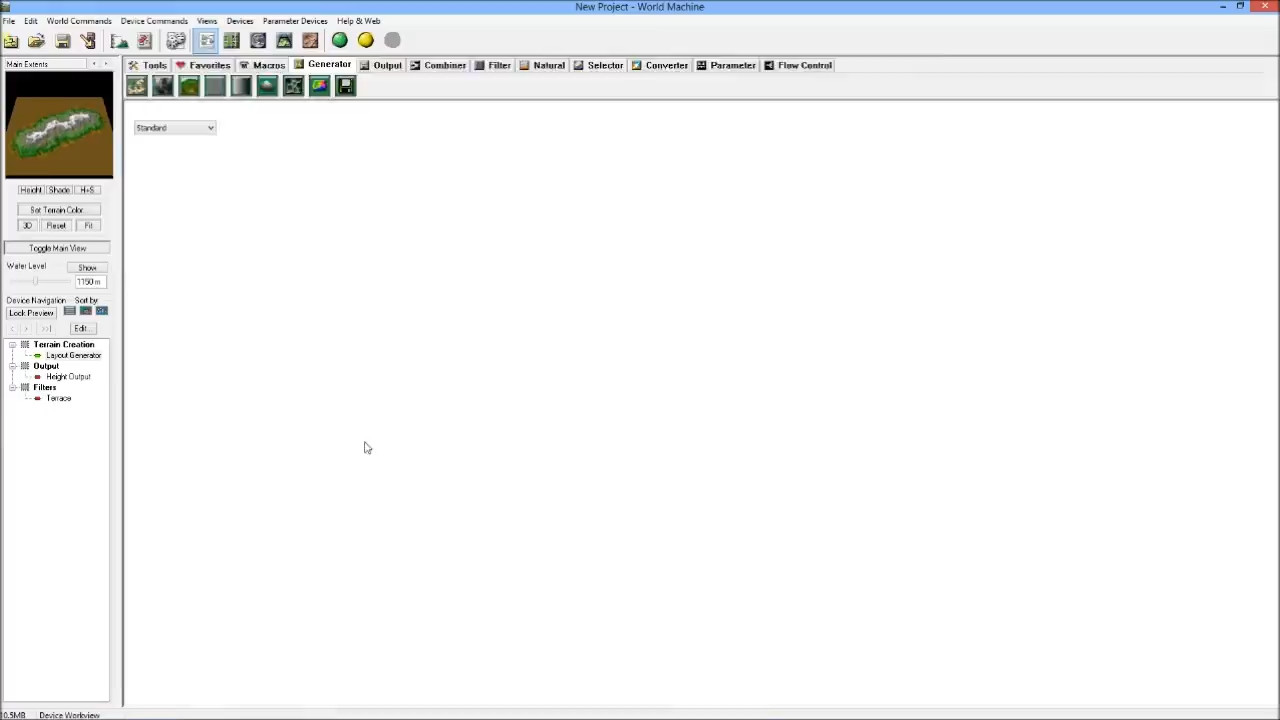 New Project - World Machine
File Edit World Commands Device Commands Views Devices Parameter Devices Help & Web
Main Extents
Tools Favorites Macros Generator Output Combiner Filter Natural Selector Converter Parameter Flow Control
Standard
Height Shade H+S
Set Terrain Color...
3D Reset Fit
Toggle Main View
Water Level Show
1150 m
Device Navigation Sort by
Lock Preview
Edit...
Terrain Creation
Layout Generator
Output
Height Output
Filters
Terrace
10.5MB Device Workview